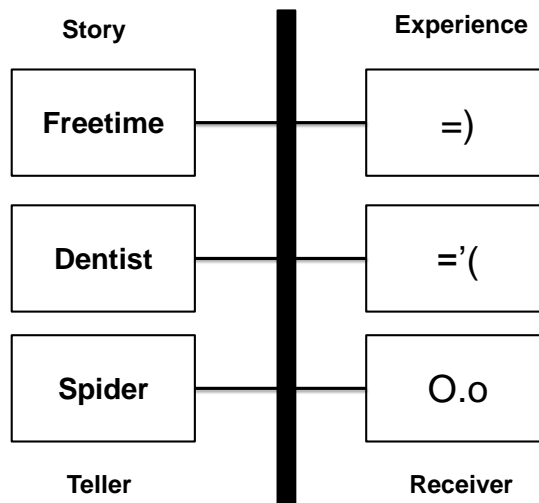 Story
Experience
Freetime
=)
Dentist
=’(
Spider
O.o
Teller
Receiver